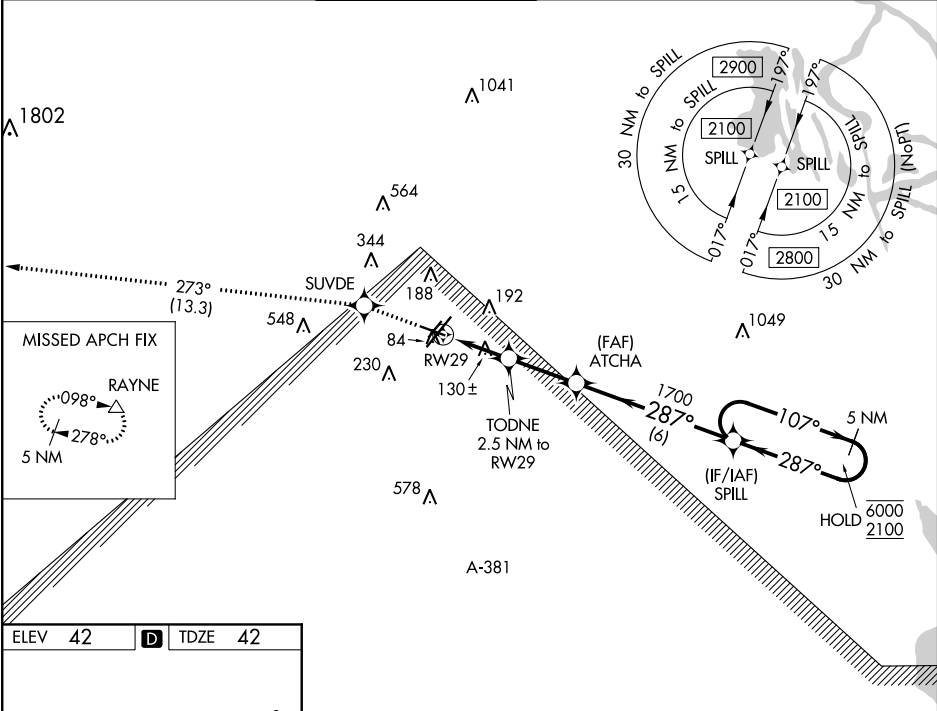 1041
1802
564
344
SUVDE
273°
(13.3)
188
192
548
84
RW29
230
130±
TODNE
2.5 NM to
RW29
(FAF)
ATCHA
1700
287°
(6)
1049
(IF/IAF)
SPILL
107°
5 NM
287°
HOLD
6000
2100
578
A-381
30 NM to SPILL
2900
197°
15 NM to SPILL
2100
SPILL
017°
197°
SPILL
2100
15 NM to SPILL
017°
2800
30 NM to SPILL (NoPT)
MISSED APCH FIX
RAYNE
098°
278°
5 NM
ELEV 42 D TDZE 42